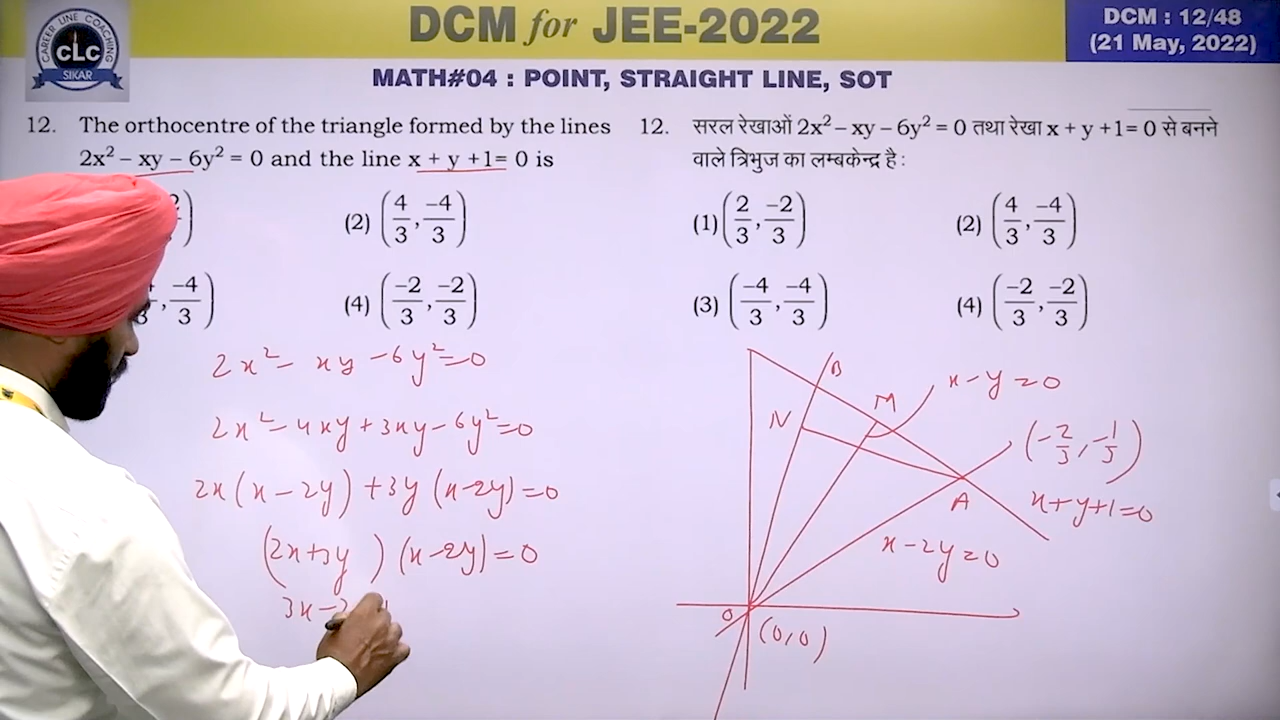 DCM for JEE-2022
DCM : 12/48
(21 May, 2022)
CAREER LINE COACHING
CLC
SIKAR
MATH#04 : POINT, STRAIGHT LINE, SOT
12. The orthocentre of the triangle formed by the lines
2x² – xy – 6y² = 0 and the line x + y +1= 0 is
2)
(2) (4/3, -4/3)
, -4/3)
3
(4) (-2/3, -2/3)
12. सरल रेखाओं 2x² – xy – 6y² = 0 तथा रेखा x + y +1= 0 से बनने
वाले त्रिभुज का लम्बकेन्द्र है :
(1) (2/3, -2/3)
(2) (4/3, -4/3)
(3) (-4/3, -4/3)
(4) (-2/3, -2/3)
2x² – xy – 6y² = 0
2x² – 4xy + 3xy – 6y² = 0
2x (x – 2y) + 3y (x – 2y) = 0
(2x + 3y ) (x – 2y) = 0
3x –
B
M
x – y = 0
N
(-2/3, -1/3)
A
x + y + 1 = 0
x – 2y = 0
O
(0,0)